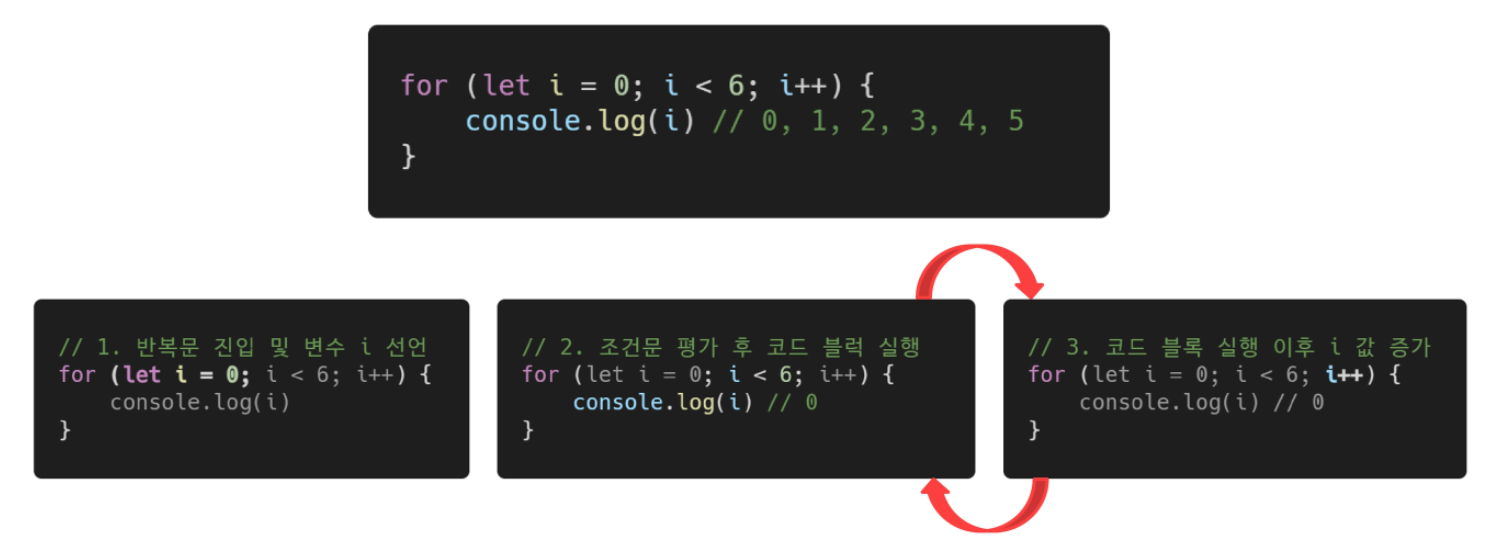 for (let i = 0; i < 6; i++) {
    console.log(i) // 0, 1, 2, 3, 4, 5
}
// 1. 반복문 진입 및 변수 i 선언
for (let i = 0; i < 6; i++) {
    console.log(i)
}
// 2. 조건문 평가 후 코드 블럭 실행
for (let i = 0; i < 6; i++) {
    console.log(i) // 0
}
// 3. 코드 블록 실행 이후 i 값 증가
for (let i = 0; i < 6; i++) {
    console.log(i) // 0
}